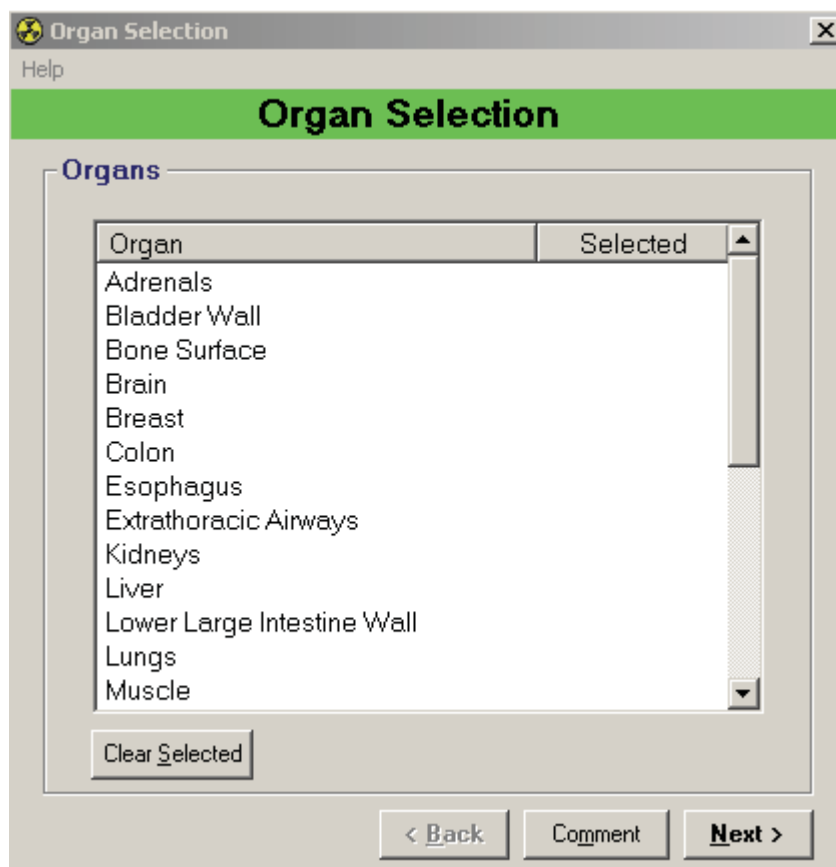 Organ Selection
Help
Organ Selection
Organs
Organ Selected
Adrenals
Bladder Wall
Bone Surface
Brain
Breast
Colon
Esophagus
Extrathoracic Airways
Kidneys
Liver
Lower Large Intestine Wall
Lungs
Muscle
Clear Selected
< Back Comment Next >